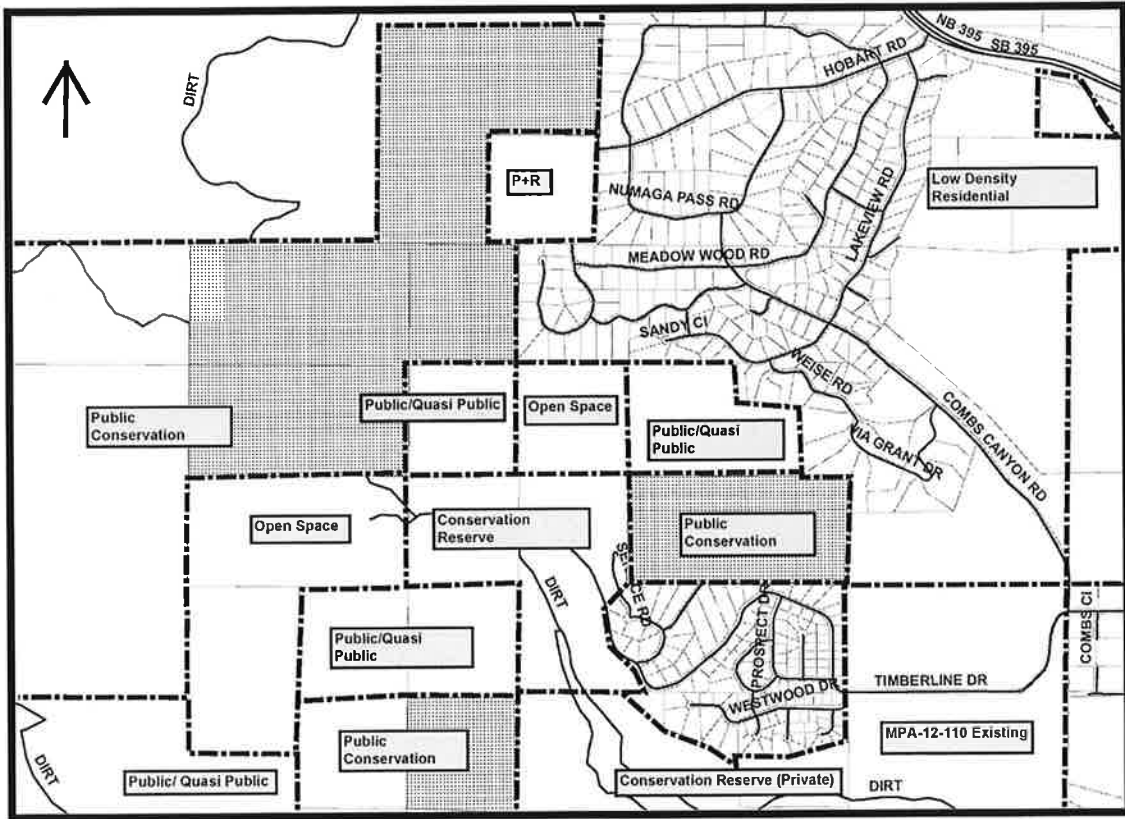 NB 395
SB 395
HOBART RD
DIRT
P+R
NUMAGA PASS RD
LAKEVIEW RD
Low Density
Residential
MEADOW WOOD RD
SANDY CI
WEISE RD
COMBS CANYON RD
Public
Conservation
Public/Quasi Public
Open Space
Public/Quasi
Public
VIA GRANT DR
Open Space
Conservation
Reserve
Public
Conservation
DIRT
PROSPECT DR
COMBS CI
Public/Quasi
Public
TIMBERLINE DR
WESTWOOD DR
Public
Conservation
MPA-12-110 Existing
DIRT
Public/ Quasi Public
Conservation Reserve (Private)
DIRT